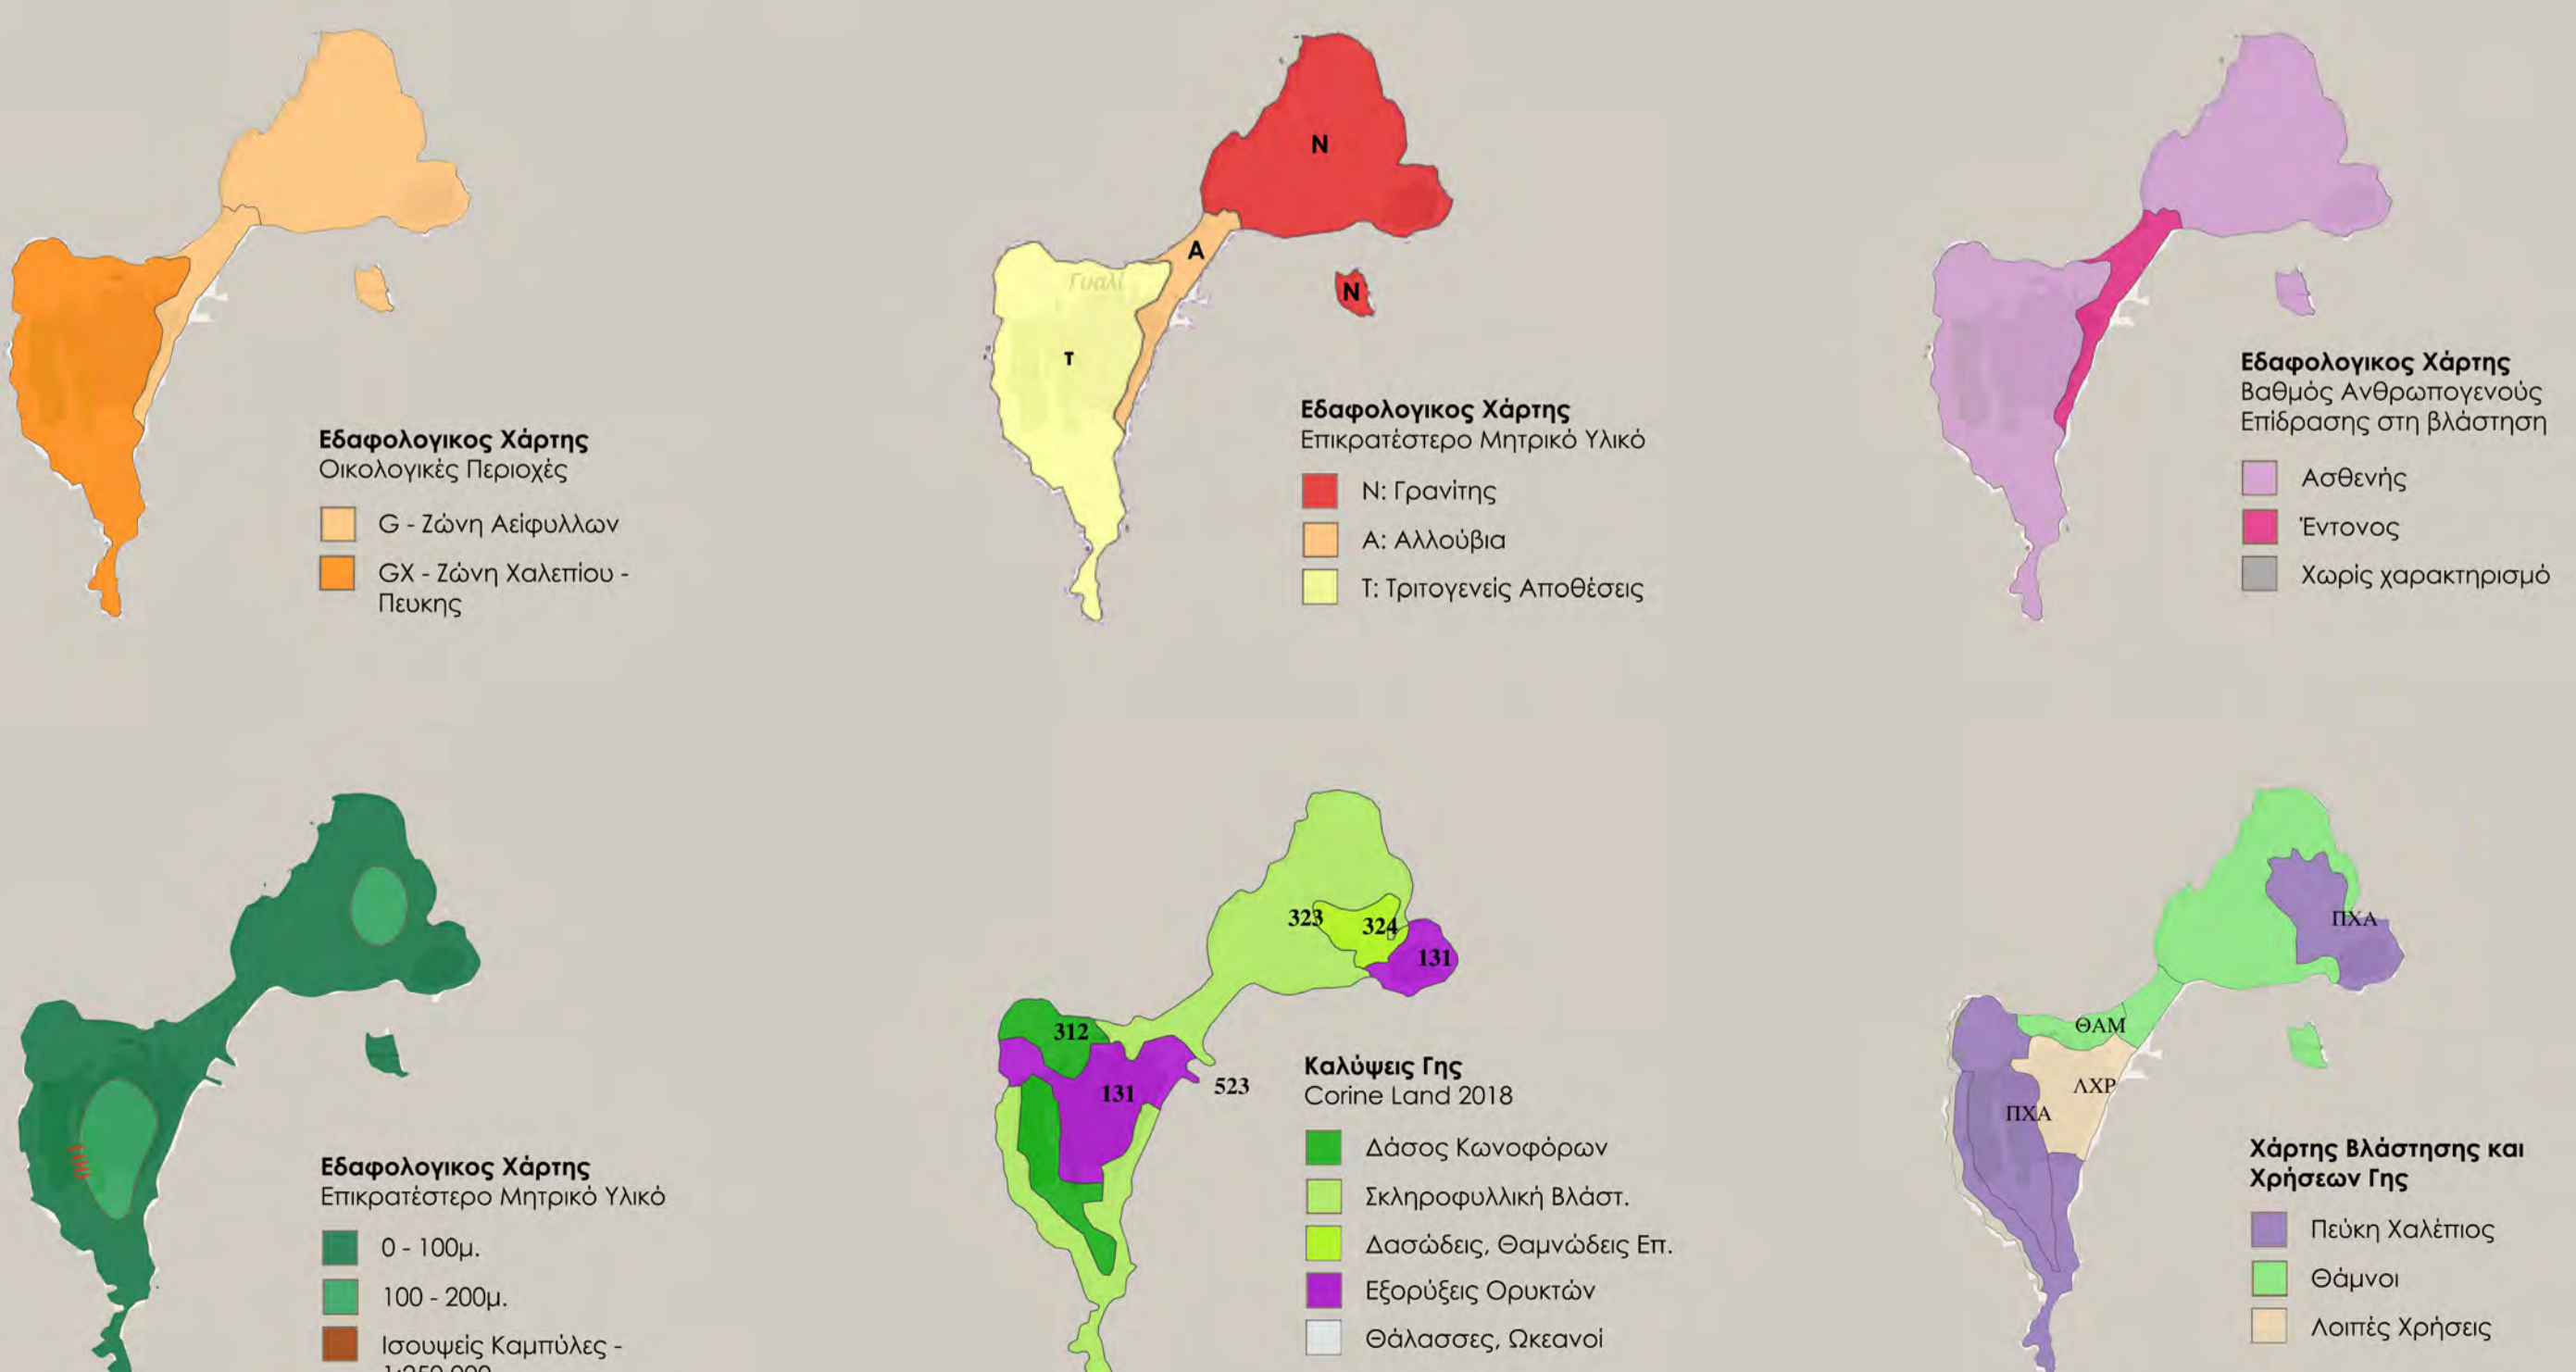 Εδαφολογικος Χάρτης
Οικολογικές Περιοχές
G - Ζώνη Αείφυλλων
GX - Ζώνη Χαλεπίου -
Πευκης
N
A
Γυαλί
N
T
Εδαφολογικος Χάρτης
Επικρατέστερο Μητρικό Υλικό
Ν: Γρανίτης
Α: Αλλούβια
Τ: Τριτογενείς Αποθέσεις
Εδαφολογικος Χάρτης
Βαθμός Ανθρωπογενούς
Επίδρασης στη βλάστηση
Ασθενής
Έντονος
Χωρίς χαρακτηρισμό
100
Εδαφολογικος Χάρτης
Επικρατέστερο Μητρικό Υλικό
0 - 100μ.
100 - 200μ.
Ισουψείς Καμπύλες -
323
324
131
312
131
523
Καλύψεις Γης
Corine Land 2018
Δάσος Κωνοφόρων
Σκληροφυλλική Βλάστ.
Δασώδεις, Θαμνώδεις Επ.
Εξορύξεις Ορυκτών
Θάλασσες, Ωκεανοί
ΠΧΑ
ΘΑΜ
ΛΧΡ
ΠΧΑ
Χάρτης Βλάστησης και
Χρήσεων Γης
Πεύκη Χαλέπιος
Θάμνοι
Λοιπές Χρήσεις